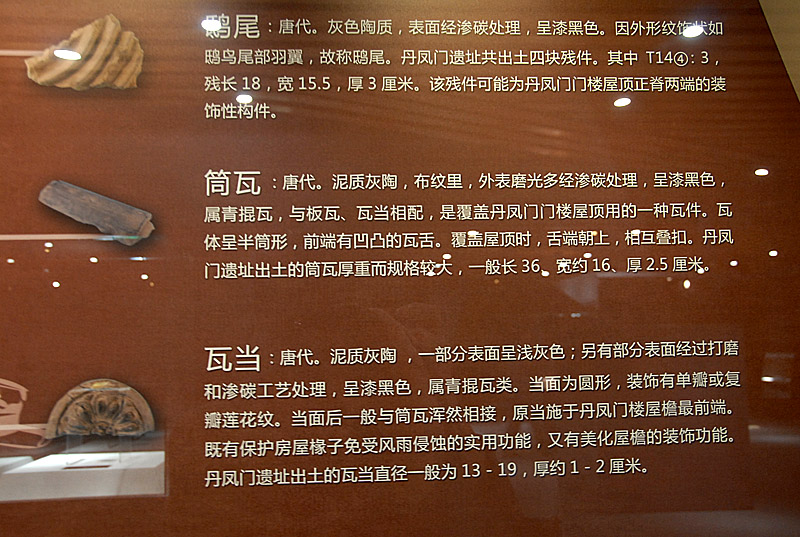 鸱尾：唐代。灰色陶质，表面经渗碳处理，呈漆黑色。因外形纹饰状如
鸱鸟尾部羽翼，故称鸱尾。丹凤门遗址共出土四块残件。其中 T14④：3，
残长 18，宽 15.5，厚 3 厘米。该残件可能为丹凤门门楼屋顶正脊两端的装
饰性构件。
筒瓦：唐代。泥质灰陶，布纹里，外表磨光多经渗碳处理，呈漆黑色，
属青掍瓦，与板瓦、瓦当相配，是覆盖丹凤门门楼屋顶用的一种瓦件。瓦
体呈半筒形，前端有凹凸的瓦舌。覆盖屋顶时，舌端朝上，相互叠扣。丹凤
门遗址出土的筒瓦厚重而规格较大，一般长 36、宽约 16、厚 2.5 厘米。
瓦当：唐代。泥质灰陶 ，一部分表面呈浅灰色；另有部分表面经过打磨
和渗碳工艺处理，呈漆黑色，属青掍瓦类。当面为圆形，装饰有单瓣或复
瓣莲花纹。当面后一般与筒瓦浑然相接，原当施于丹凤门楼屋檐最前端。
既有保护房屋椽子免受风雨侵蚀的实用功能，又有美化屋檐的装饰功能。
丹凤门遗址出土的瓦当直径一般为 13 - 19，厚约 1 - 2 厘米。